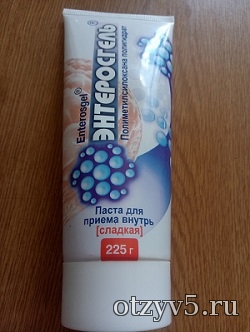 Enterosgel®
ЭНТЕРОСГЕЛЬ®
Полиметилсилоксана полигидрат
Паста для
приема внутрь
[сладкая]
225 г
otzyv5.ru